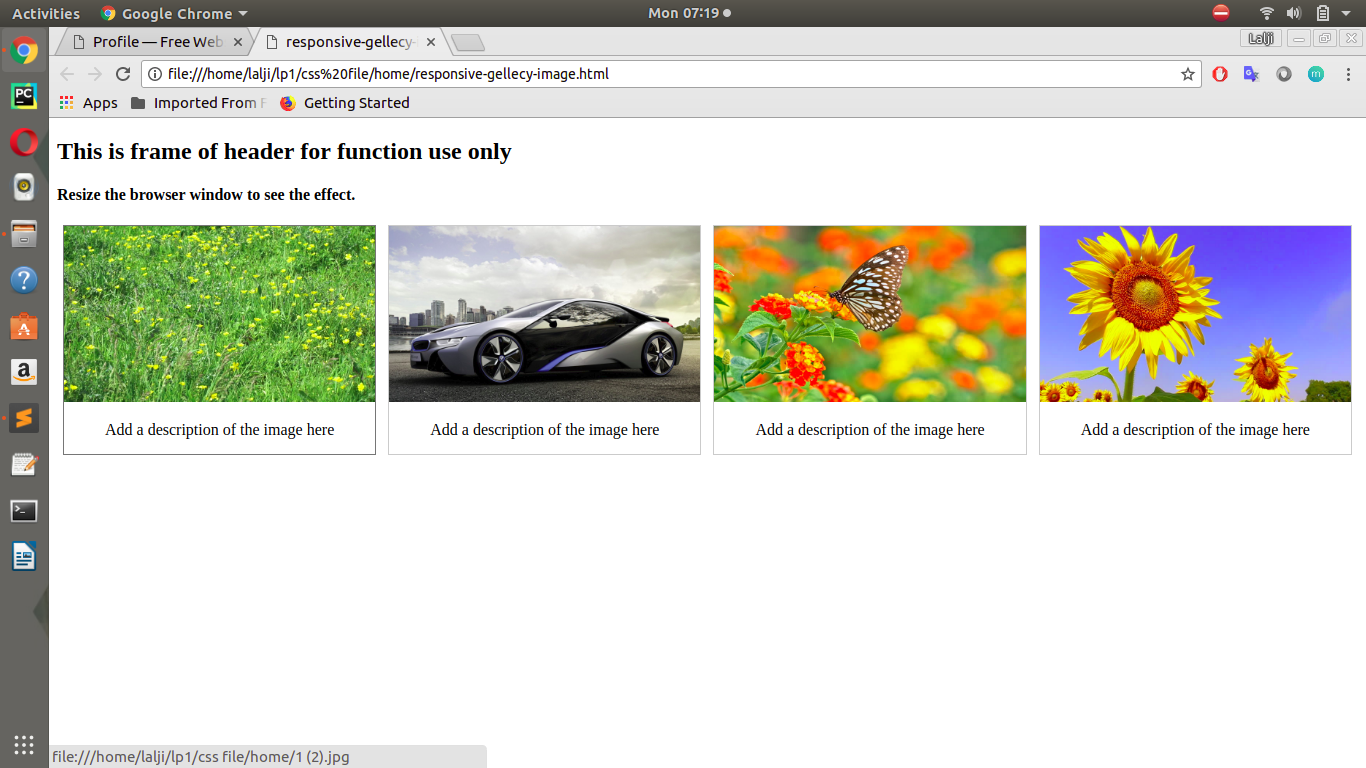 Activities Google Chrome Mon 07:19
Profile — Free Web responsive-gellecy- Lalji
file:///home/lalji/lp1/css%20file/home/responsive-gellecy-image.html
Apps Imported From F Getting Started
This is frame of header for function use only
Resize the browser window to see the effect.
Add a description of the image here
Add a description of the image here
Add a description of the image here
Add a description of the image here
file:///home/lalji/lp1/css file/home/1 (2).jpg
PC
a
m